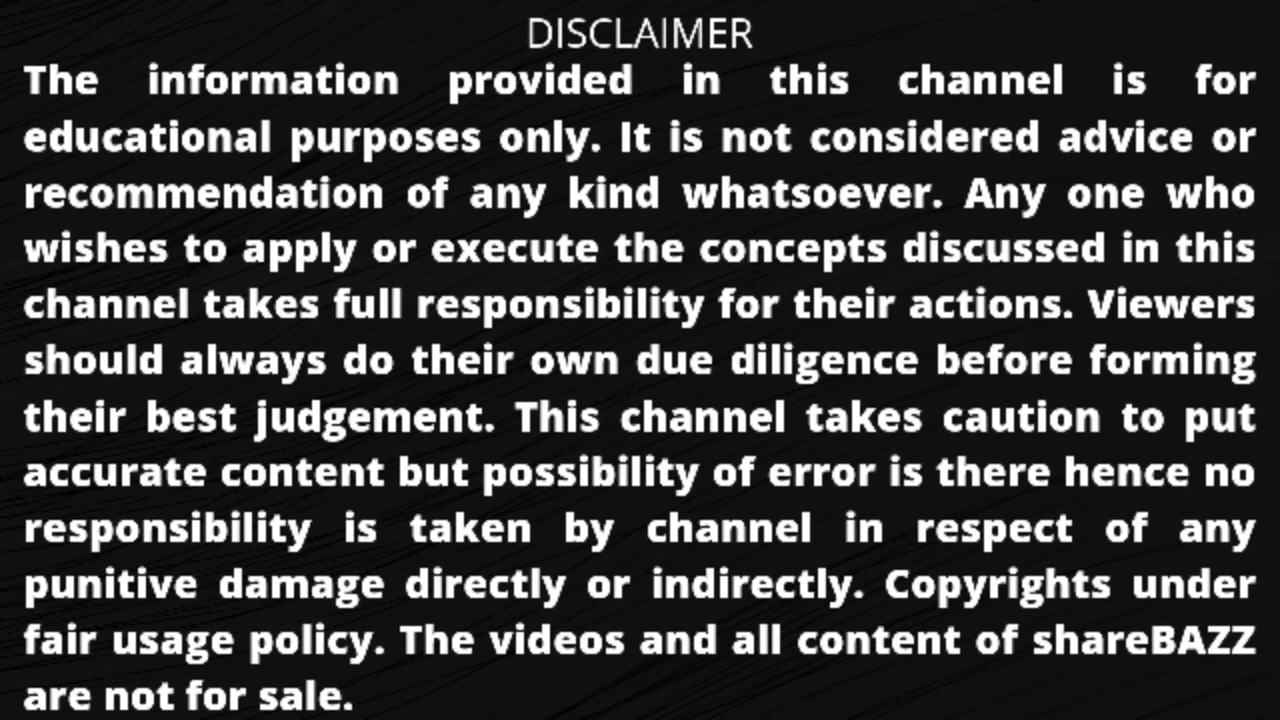 DISCLAIMER
The information provided in this channel is for
educational purposes only. It is not considered advice or
recommendation of any kind whatsoever. Any one who
wishes to apply or execute the concepts discussed in this
channel takes full responsibility for their actions. Viewers
should always do their own due diligence before forming
their best judgement. This channel takes caution to put
accurate content but possibility of error is there hence no
responsibility is taken by channel in respect of any
punitive damage directly or indirectly. Copyrights under
fair usage policy. The videos and all content of shareBAZZ
are not for sale.